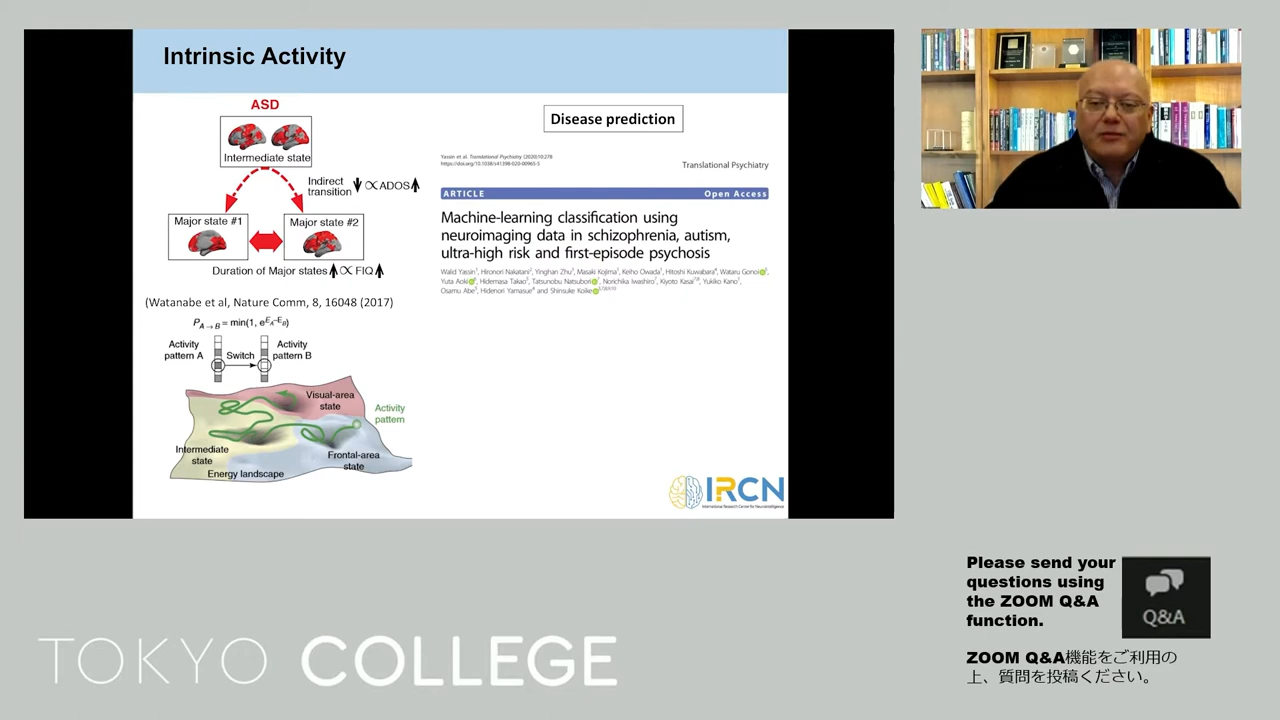 Intrinsic Activity
ASD
Intermediate state
Indirect
transition
∝ADOS
Major state #1
Major state #2
Duration of Major states
∝FIQ
(Watanabe et al, Nature Comm, 8, 16048 (2017)
P A→B = min(1, e^EA–EB)
Activity
pattern A
Switch
Activity
pattern B
Visual-area
state
Activity
pattern
Intermediate
state
Frontal-area
state
Energy landscape
Disease prediction
Yassin et al. Translational Psychiatry (2020)10:278
https://doi.org/10.1038/s41398-020-00965-5
Translational Psychiatry
ARTICLE
Open Access
Machine-learning classification using
neuroimaging data in schizophrenia, autism,
ultra-high risk and first-episode psychosis
Walid Yassin, Hironori Nakatani, Yinghan Zhu, Masaki Kojima, Keiho Owada, Hitoshi Kuwabara, Wataru Gonoi,
Yuta Aoki, Hidemasa Takao, Tatsunobu Natsubori, Norichika Iwashiro, Kiyoto Kasai, Yukiko Kano,
Osamu Abe, Hidenori Yamasue and Shinsuke Koike
IRCN
International Research Center for Neurointelligence
Please send your
questions using
the ZOOM Q&A
function.
Q&A
ZOOM Q&A機能をご利用の
上、質問を投稿ください。
TOKYO COLLEGE